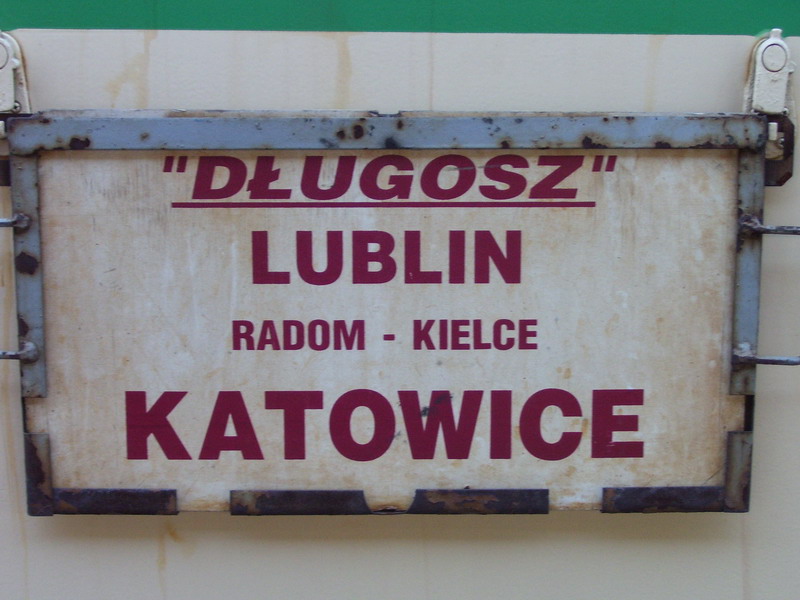 "DŁUGOSZ"
LUBLIN
RADOM - KIELCE
KATOWICE